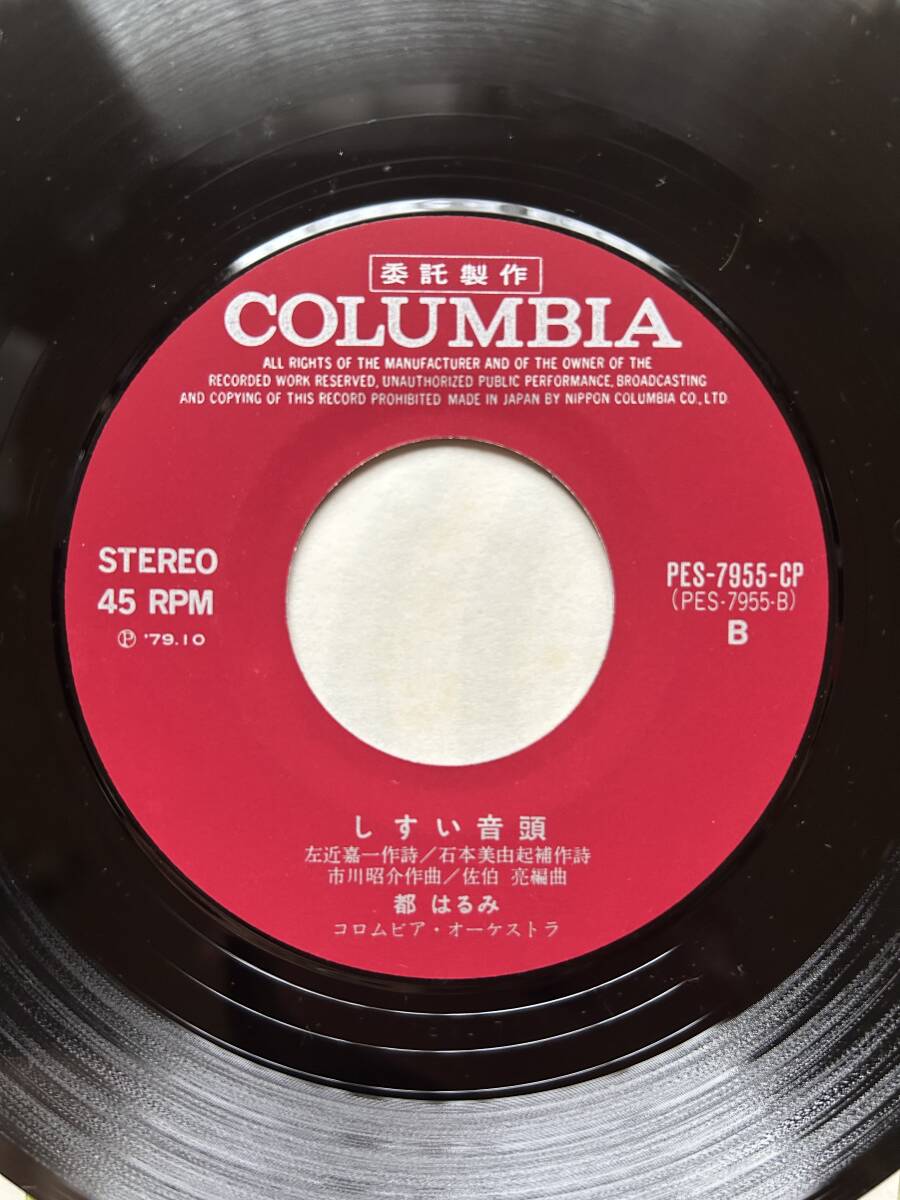 委託製作
COLUMBIA
ALL RIGHTS OF THE MANUFACTURER AND OF THE OWNER OF THE
RECORDED WORK RESERVED, UNAUTHORIZED PUBLIC PERFORMANCE, BROADCASTING
AND COPYING OF THIS RECORD PROHIBITED MADE IN JAPAN BY NIPPON COLUMBIA CO., LTD.
STEREO
45 RPM
Ⓟ '79.10
PES-7955-CP
(PES-7955-B)
B
しすい音頭
左近嘉一作詩/石本美由起補作詩
市川昭介作曲/佐伯 亮編曲
都 はるみ
コロムビア・オーケストラ